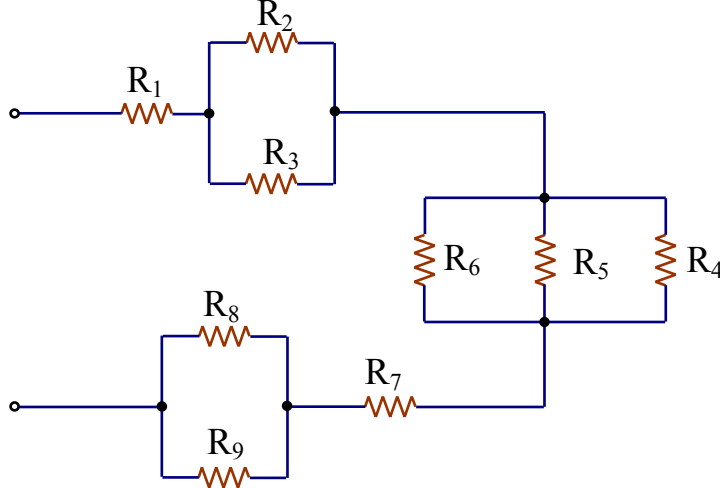 R₂
R₁
R₃
R₆ R₅ R₄
R₈
R₇
R₉